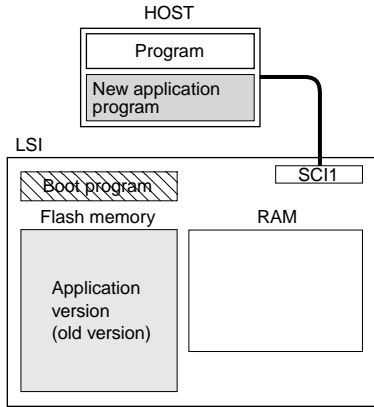 HOST
Program
New application
program
LSI
SCI1
Boot program
Flash memory
RAM
Application
version
(old version)